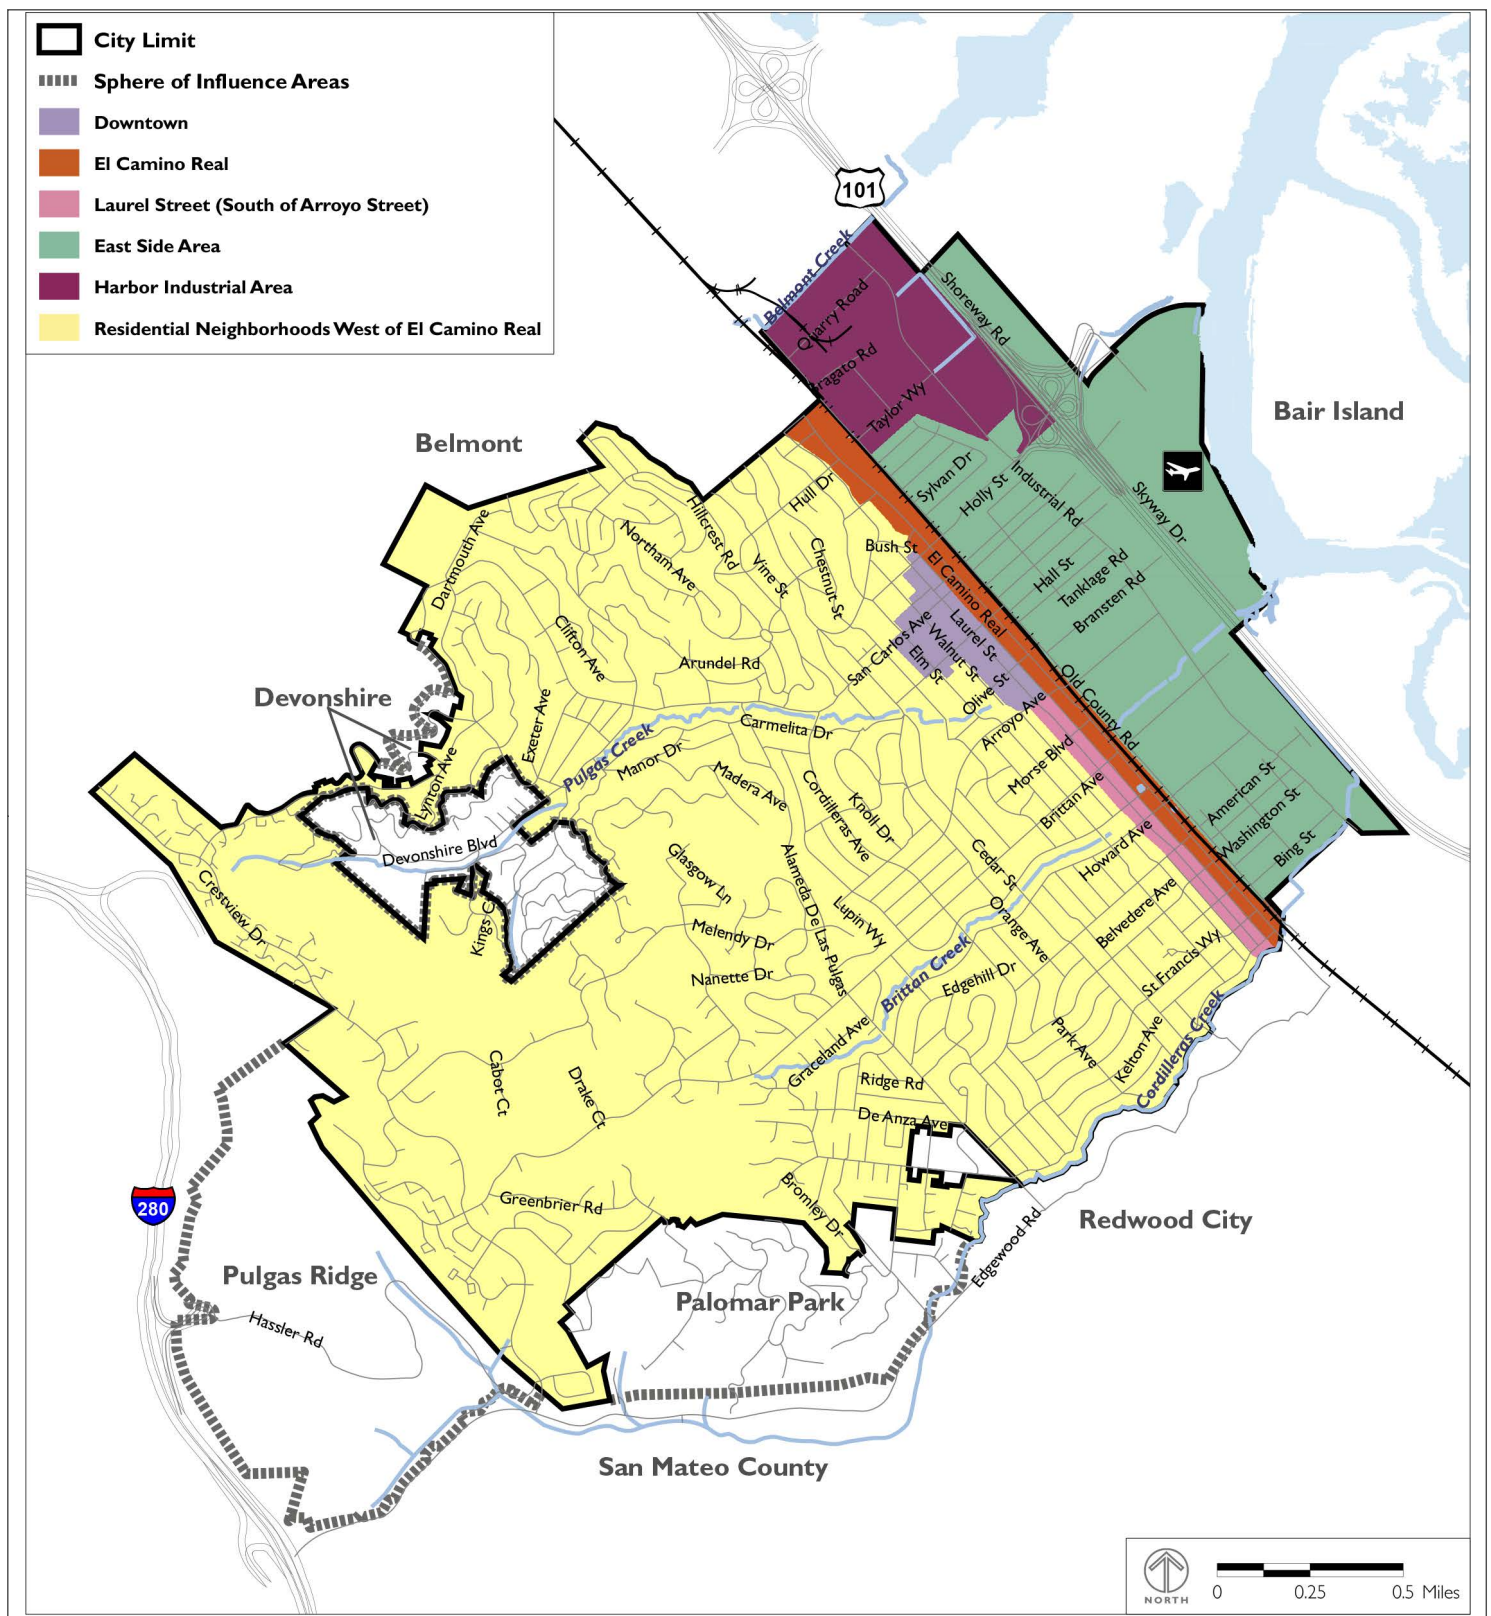 City Limit
Sphere of Influence Areas
Downtown
El Camino Real
Laurel Street (South of Arroyo Street)
East Side Area
Harbor Industrial Area
Residential Neighborhoods West of El Camino Real
101
Belmont Creek
Quarry Road
Shoreway Rd
Bragato Rd
Taylor Wy
Bair Island
Belmont
Sylvan Dr
Holly St
Industrial Rd
Skyway Dr
Hull Dr
Hillcrest Rd
Dartmouth Ave
Northam Ave
Vine St
Chestnut St
Bush St
El Camino Real
Hall St
Tanklage Rd
Bransten Rd
Clifton Ave
Arundel Rd
San Carlos Ave
Laurel St
Walnut St
Elm St
Olive St
Arroyo Ave
Old County Rd
Devonshire
Exeter Ave
Lynton Ave
Pulgas Creek
Manor Dr
Carmelita Dr
Madera Ave
Cordilleras Ave
Knoll Dr
Morse Blvd
Brittan Ave
American St
Washington St
Bing St
Howard Ave
Devonshire Blvd
Glasgow Ln
Alameda De Las Pulgas
Lupin Wy
Cedar St
Orange Ave
Belvedere Ave
St Francis Wy
Crestview Dr
Kings Ct
Melendy Dr
Nanette Dr
Brittan Creek
Edgehill Dr
Graceland Ave
Park Ave
Kelton Ave
Cordilleras Creek
Cabot Ct
Drake Ct
Ridge Rd
De Anza Ave
Greenbrier Rd
Bromley Dr
Edgewood Rd
Redwood City
280
Pulgas Ridge
Hassler Rd
Palomar Park
San Mateo County
NORTH
0 0.25 0.5 Miles